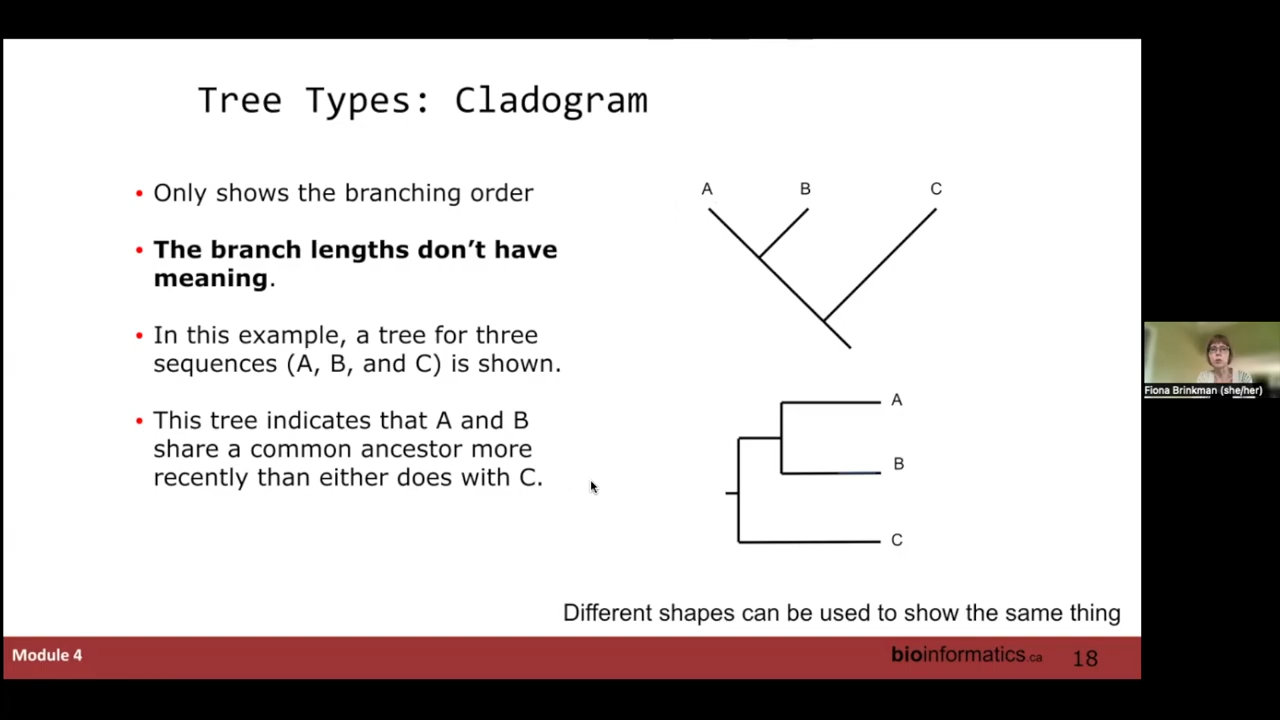 Tree Types: Cladogram
• Only shows the branching order
• The branch lengths don’t have
meaning.
• In this example, a tree for three
sequences (A, B, and C) is shown.
• This tree indicates that A and B
share a common ancestor more
recently than either does with C.
A B C
A
B
C
Different shapes can be used to show the same thing
Fiona Brinkman (she/her)
Module 4
bioinformatics.ca 18